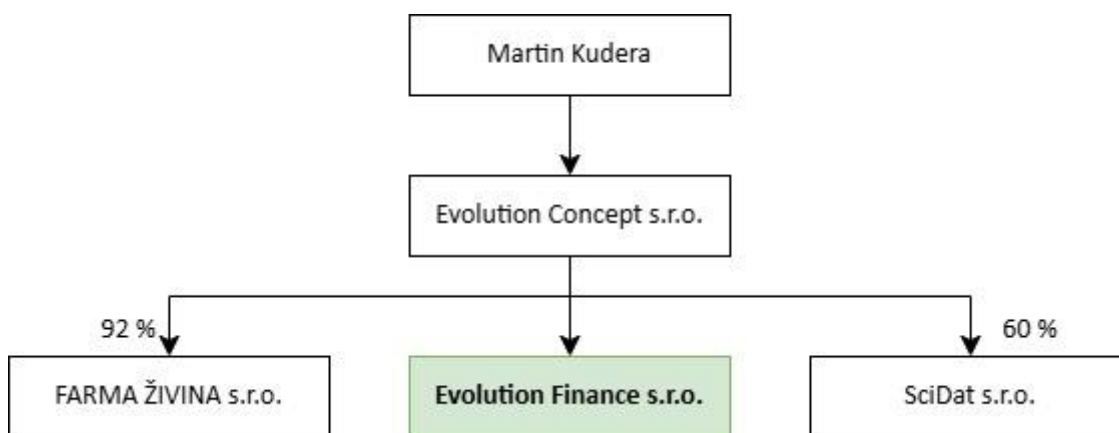 Martin Kudera
Evolution Concept s.r.o.
92 %
60 %
FARMA ŽIVINA s.r.o.
Evolution Finance s.r.o.
SciDat s.r.o.